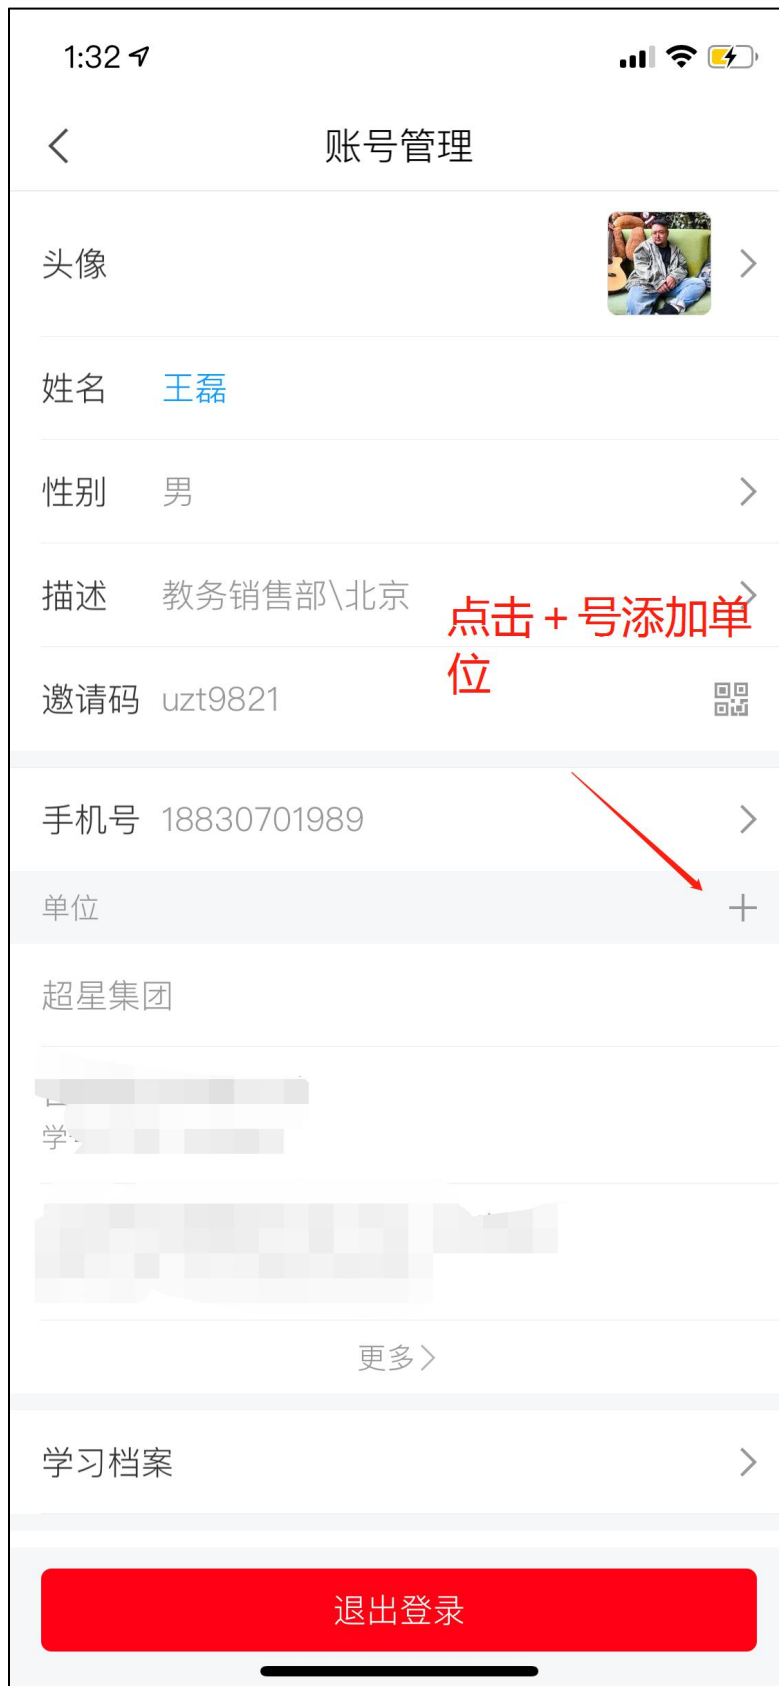 1:32
账号管理
头像
姓名 王磊
性别 男
描述 教务销售部\北京
点击+号添加单
位
邀请码 uzt9821
手机号 18830701989
单位
超星集团
学
更多
学习档案
退出登录